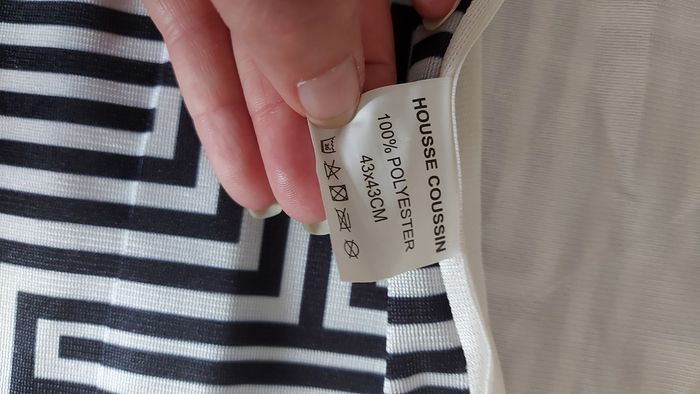 HOUSSE COUSSIN
100% POLYESTER
43x43CM